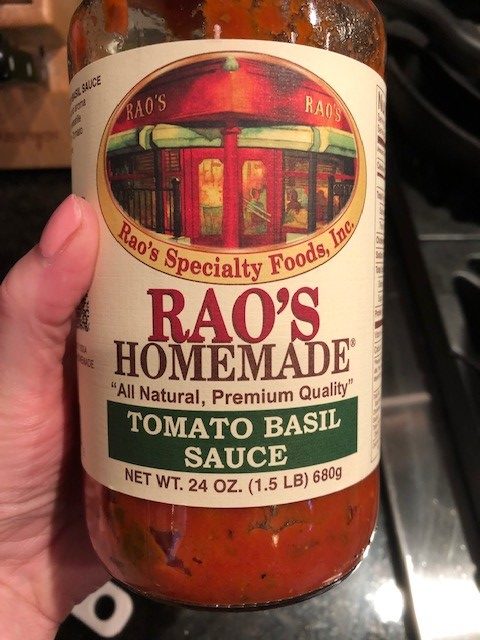 RAO'S RAO'S
Rao's Specialty Foods, Inc.
RAO'S
HOMEMADE®
"All Natural, Premium Quality"
TOMATO BASIL
SAUCE
NET WT. 24 OZ. (1.5 LB) 680g
SAUCE